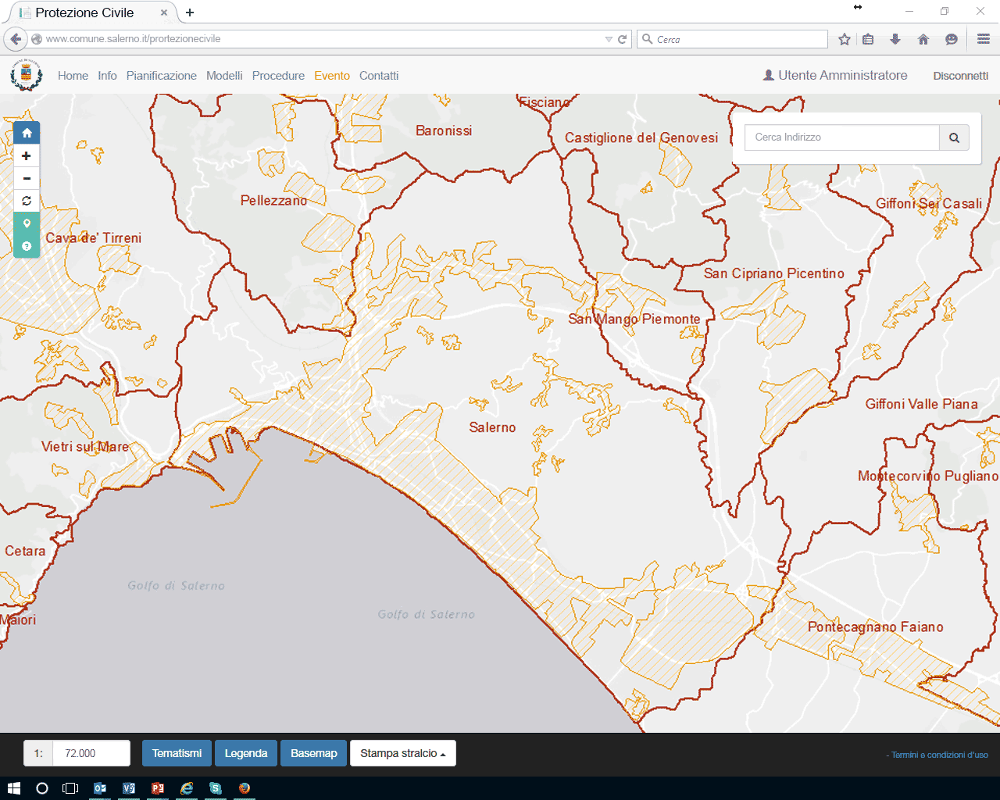 Protezione Civile
www.comune.salerno.it/prortezionecivile
Cerca
Home Info Pianificazione Modelli Procedure Evento Contatti
Utente Amministratore Disconnetti
Fisciano
Baronissi
Castiglione del Genovesi
Cerca Indirizzo
Pellezzano
Giffoni Sei Casali
Cava de' Tirreni
San Cipriano Picentino
San Mango Piemonte
Giffoni Valle Piana
Salerno
Vietri sul Mare
Montecorvino Pugliano
Cetara
Golfo di Salerno
Golfo di Salerno
Maiori
Pontecagnano Faiano
1: 72.000 Tematismi Legenda Basemap Stampa stralcio
- Termini e condizioni d'uso